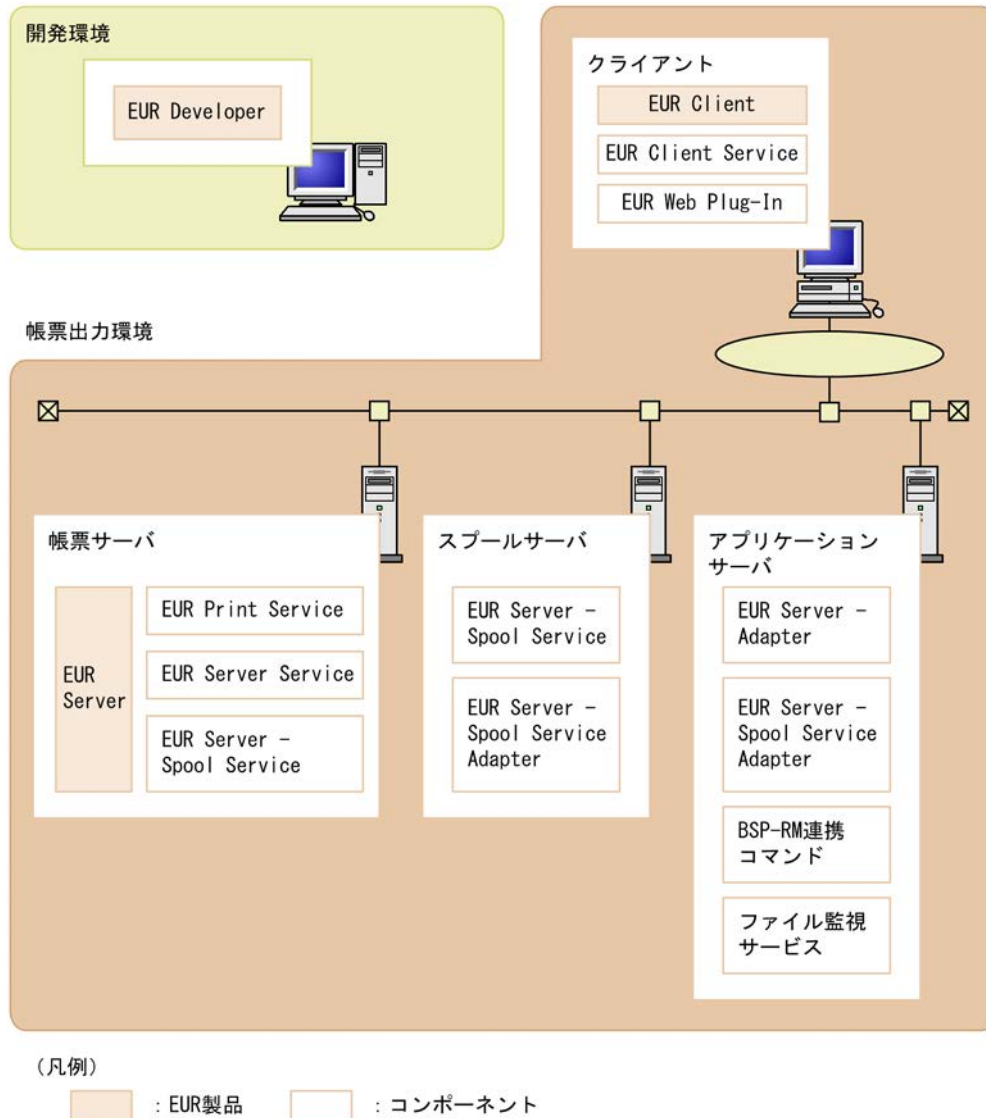 開発環境
EUR Developer
クライアント
EUR Client
EUR Client Service
EUR Web Plug-In
帳票出力環境
帳票サーバ
EUR
Server
EUR Print Service
EUR Server Service
EUR Server −
Spool Service
スプールサーバ
EUR Server −
Spool Service
EUR Server −
Spool Service
Adapter
アプリケーション
サーバ
EUR Server −
Adapter
EUR Server −
Spool Service
Adapter
BSP-RM連携
コマンド
ファイル監視
サービス
（凡例）
：EUR製品
：コンポーネント